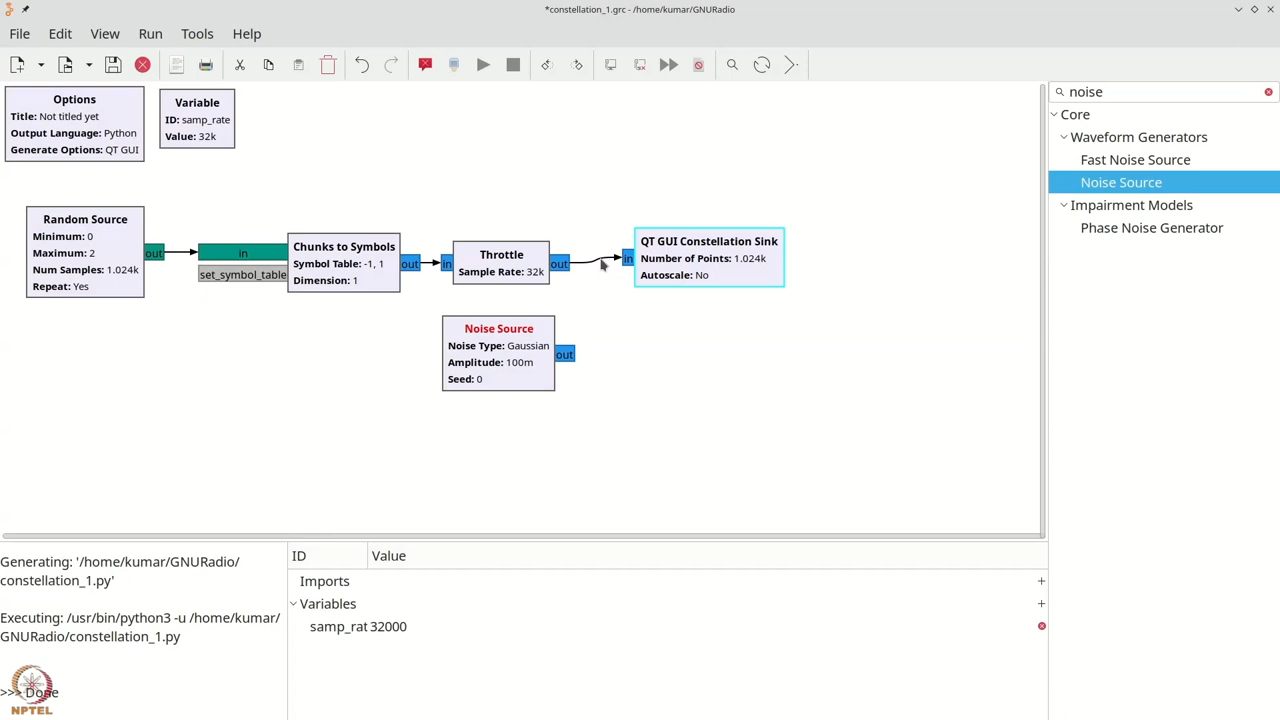 *constellation_1.grc - /home/kumar/GNURadio
File Edit View Run Tools Help
Options
Title: Not titled yet
Output Language: Python
Generate Options: QT GUI
Variable
ID: samp_rate
Value: 32k
Random Source
Minimum: 0
Maximum: 2
Num Samples: 1.024k
Repeat: Yes
out
in
set_symbol_table
Chunks to Symbols
Symbol Table: -1, 1
Dimension: 1
out
in
Throttle
Sample Rate: 32k
out
in
QT GUI Constellation Sink
Number of Points: 1.024k
Autoscale: No
Noise Source
Noise Type: Gaussian
Amplitude: 100m
Seed: 0
out
noise
Core
Waveform Generators
Fast Noise Source
Noise Source
Impairment Models
Phase Noise Generator
Generating: '/home/kumar/GNURadio/
constellation_1.py'
Executing: /usr/bin/python3 -u /home/kumar/
GNURadio/constellation_1.py
>>> Done
NPTEL
ID Value
Imports
Variables
samp_rat 32000